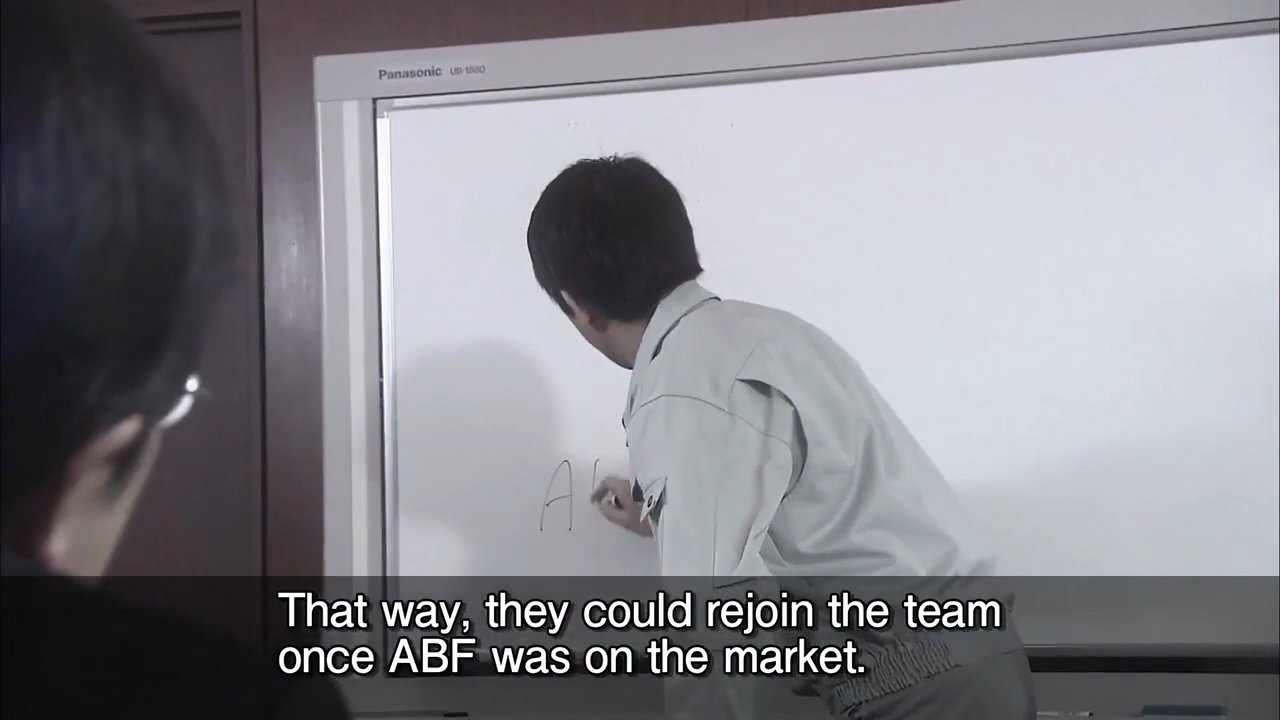 Panasonic UB-1880
A
That way, they could rejoin the team
once ABF was on the market.